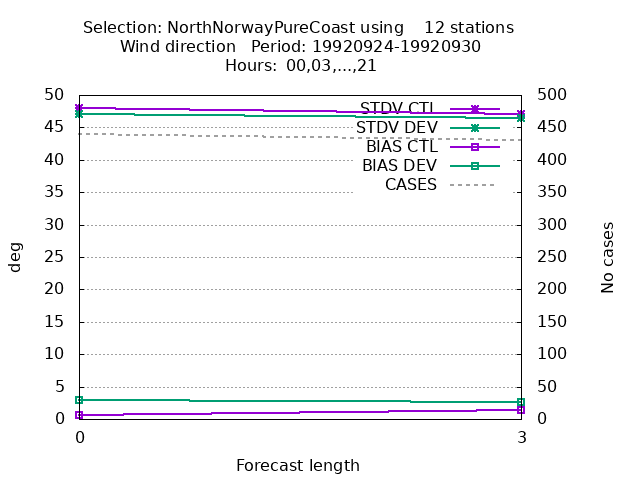 Selection: NorthNorwayPureCoast using    12 stations
Wind direction   Period: 19920924-19920930
Hours:  00,03,...,21
50
45
40
35
30
25
20
15
10
5
0
500
450
400
350
300
250
200
150
100
50
0
deg
No cases
STDV CTL
STDV DEV
BIAS CTL
BIAS DEV
CASES
0
3
Forecast length